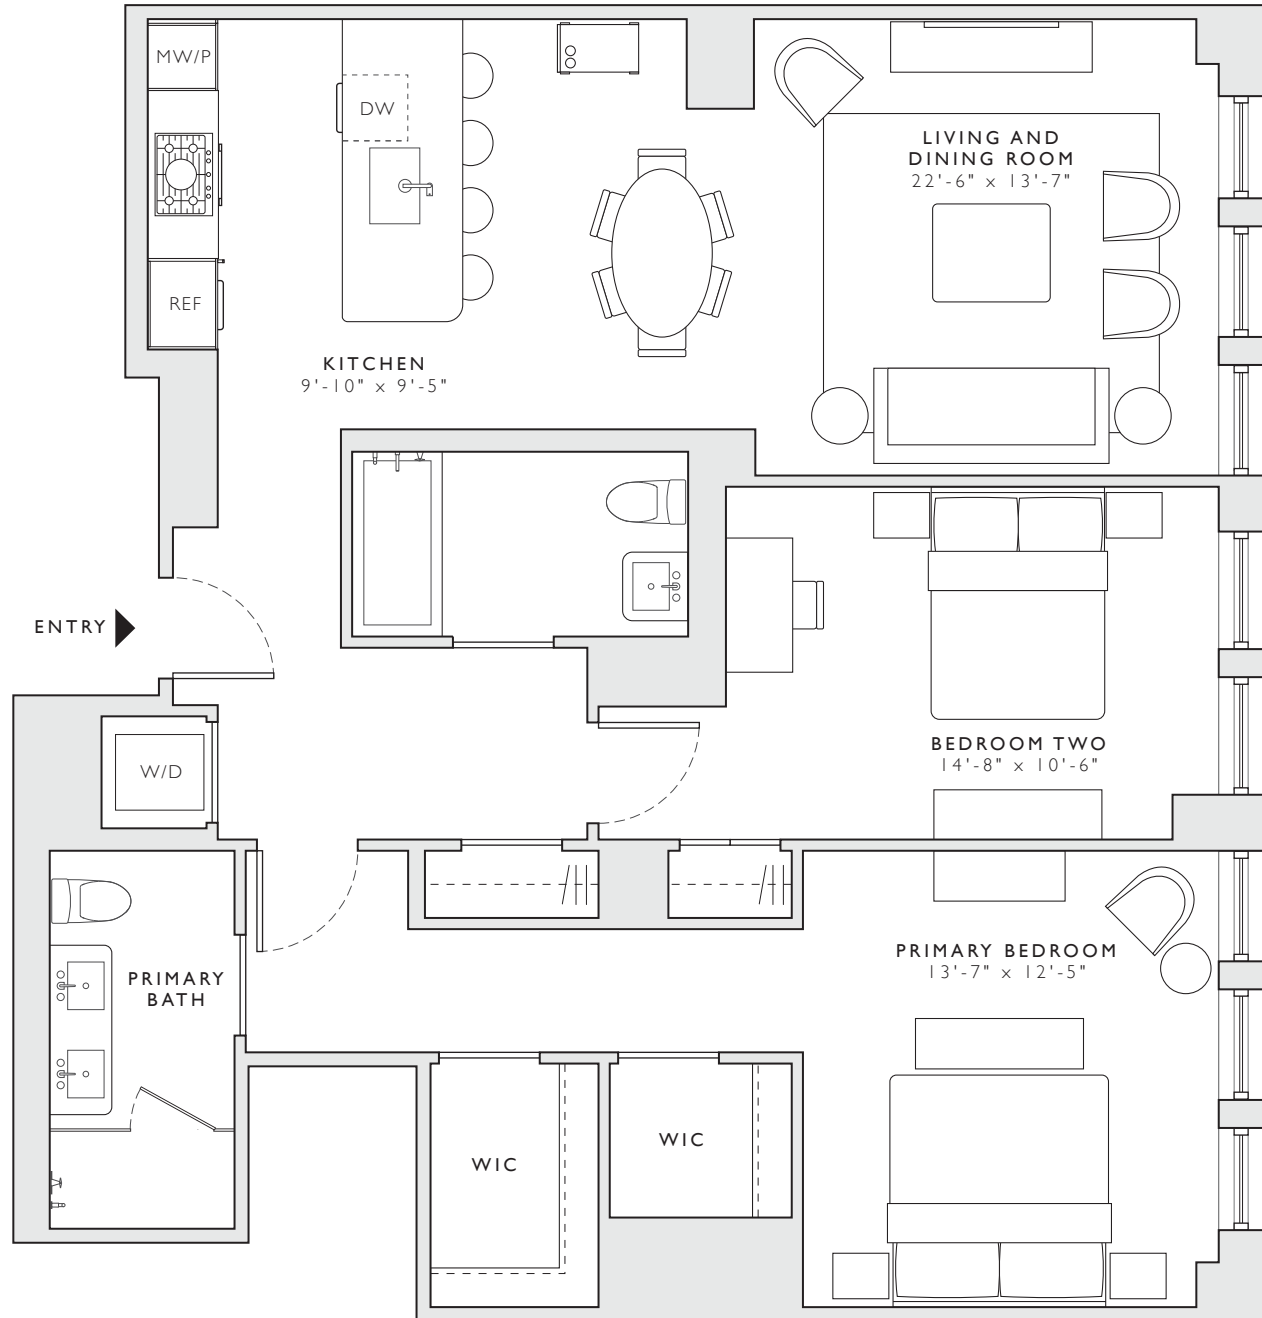 MW/P
DW
LIVING AND
DINING ROOM
22'-6" x 13'-7"
REF
KITCHEN
9'-10" x 9'-5"
ENTRY
BEDROOM TWO
14'-8" x 10'-6"
W/D
PRIMARY BEDROOM
13'-7" x 12'-5"
PRIMARY
BATH
WIC
WIC